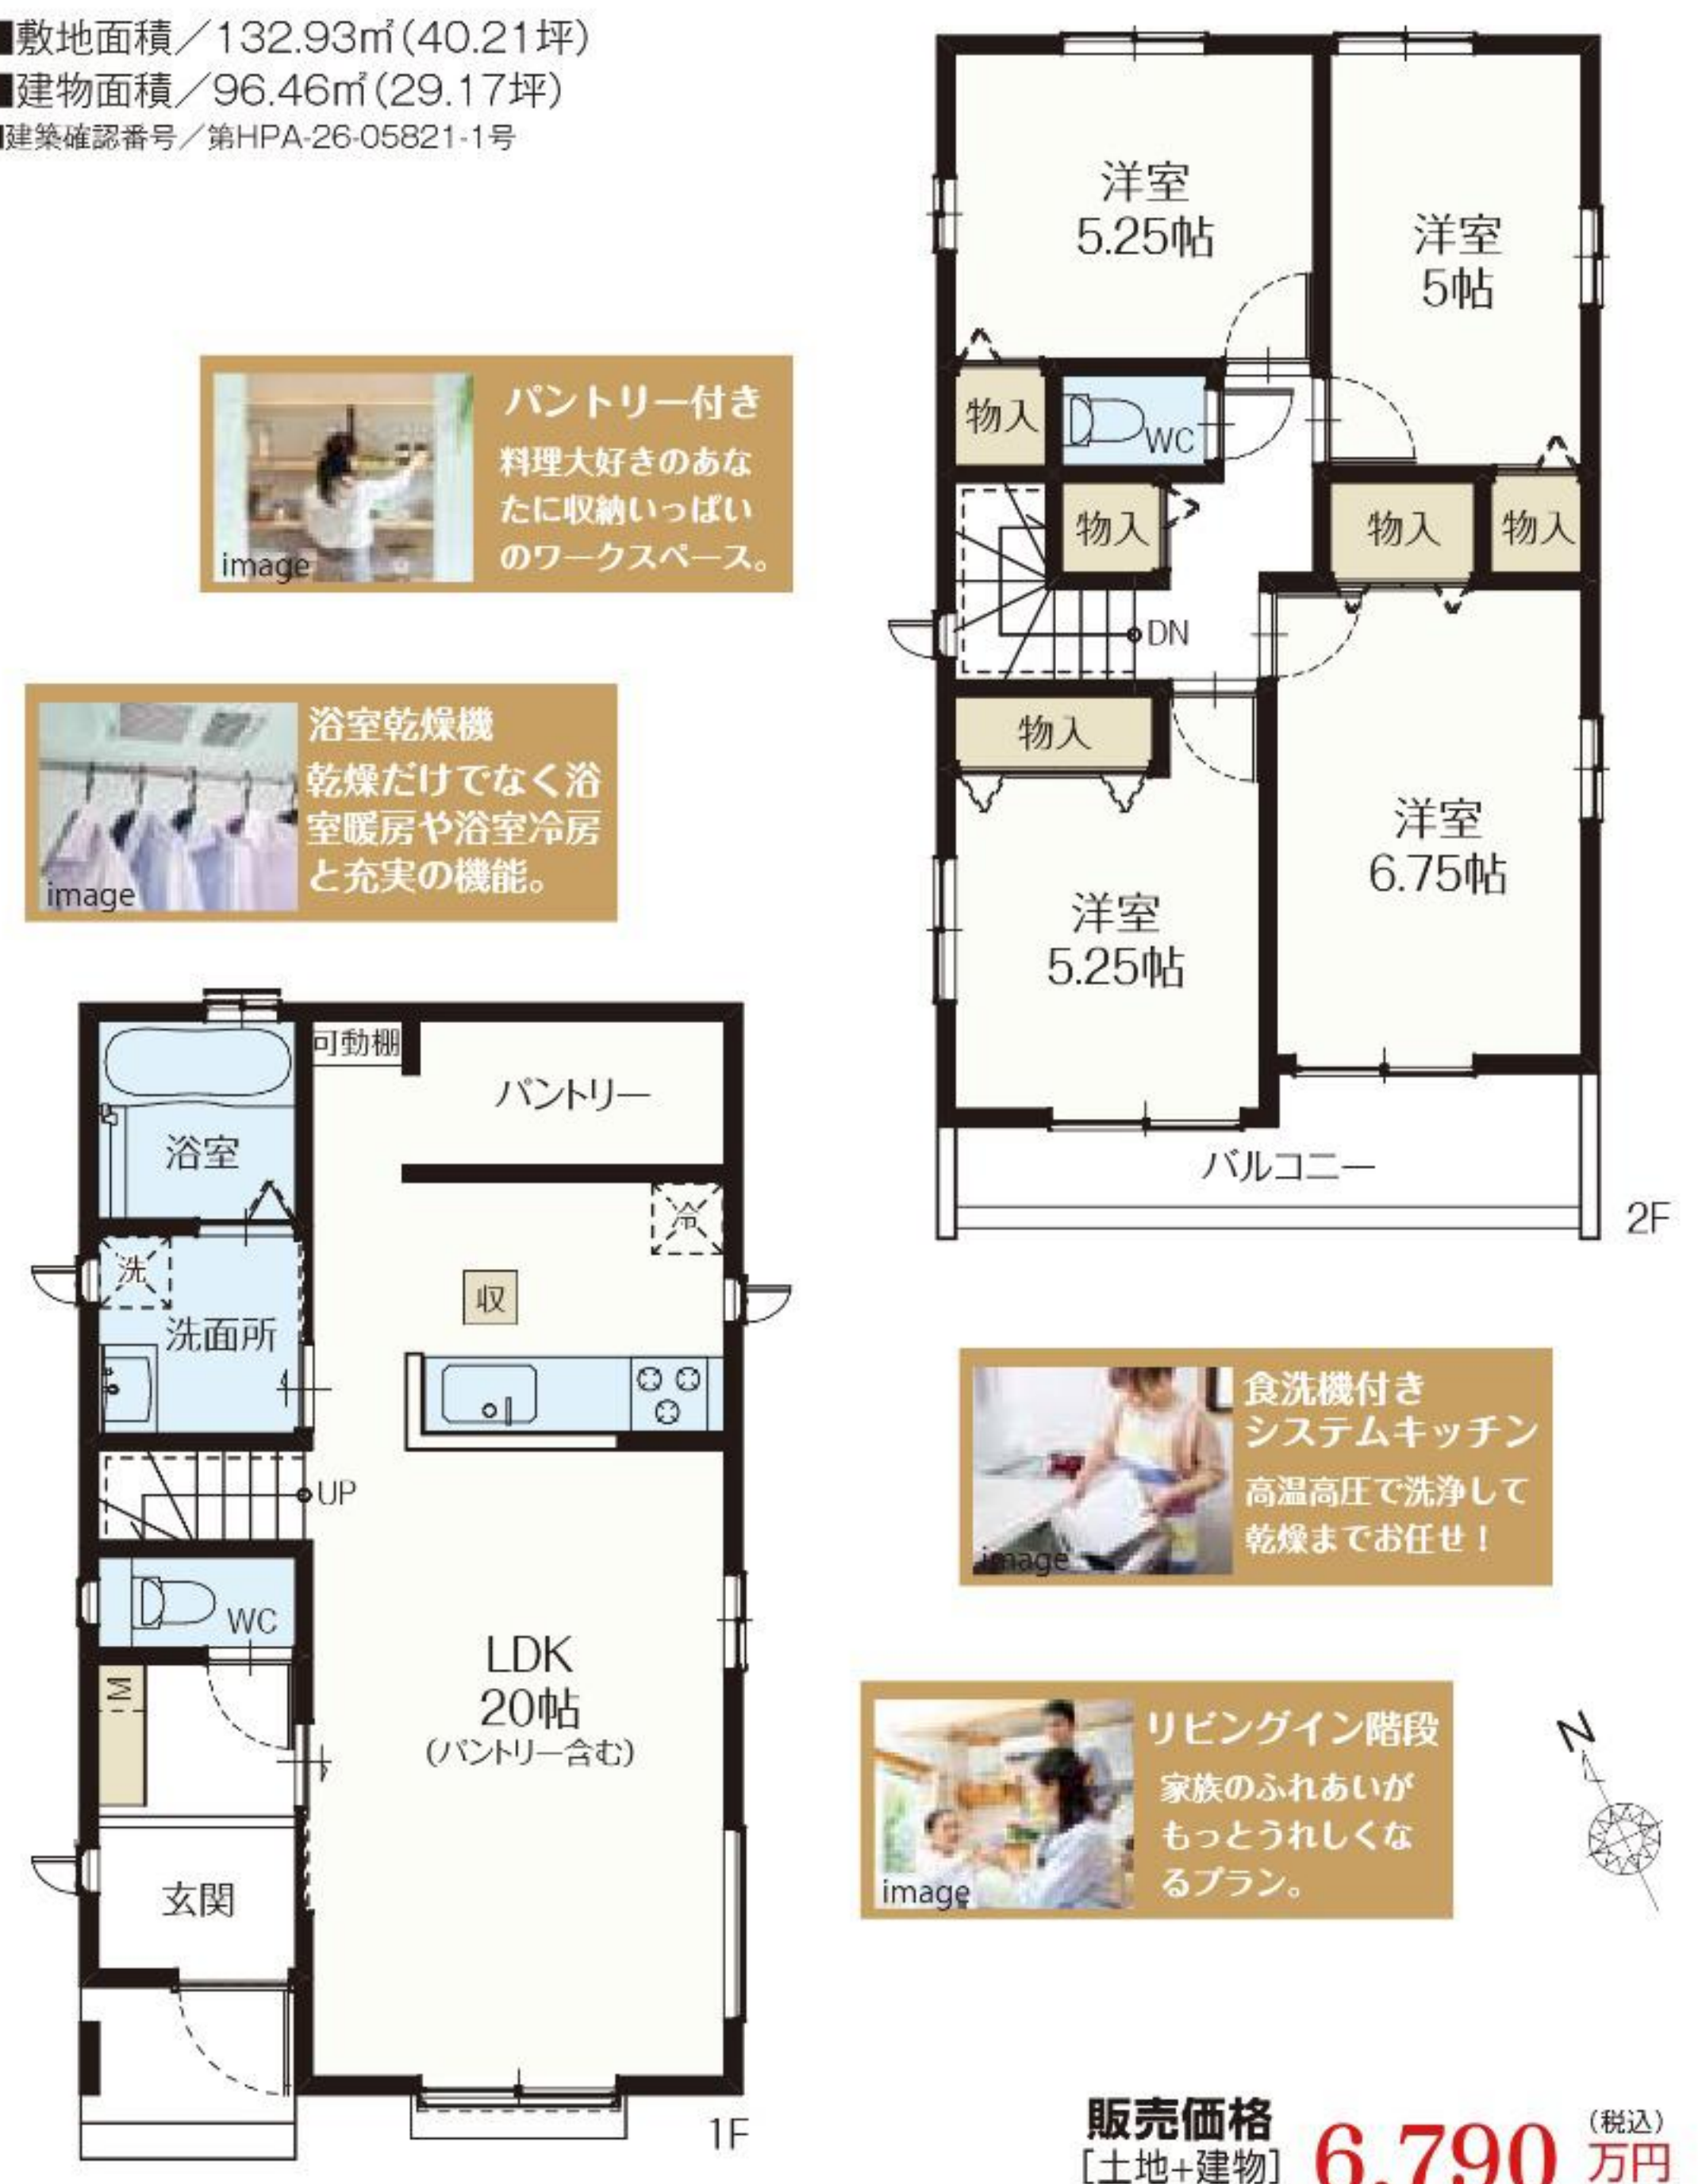 ■敷地面積／132.93㎡(40.21坪)
■建物面積／96.46㎡(29.17坪)
■建築確認番号／第HPA-26-05821-1号
洋室
5.25帖
洋室
5帖
物入
WC
物入
物入
物入
DN
物入
洋室
6.75帖
洋室
5.25帖
バルコニー
2F
パントリー付き
料理大好きのあな
たに収納いっぱい
のワークスペース。
image
浴室乾燥機
乾燥だけでなく浴
室暖房や浴室冷房
と充実の機能。
image
可動棚
パントリー
浴室
冷
洗
収
洗面所
UP
WC
M
LDK
20帖
(パントリー含む)
玄関
1F
食洗機付き
システムキッチン
高温高圧で洗浄して
乾燥までお任せ！
image
リビングイン階段
家族のふれあいが
もっとうれしくな
るプラン。
image
N
販売価格
[土地+建物]
6,790
(税込)
万円